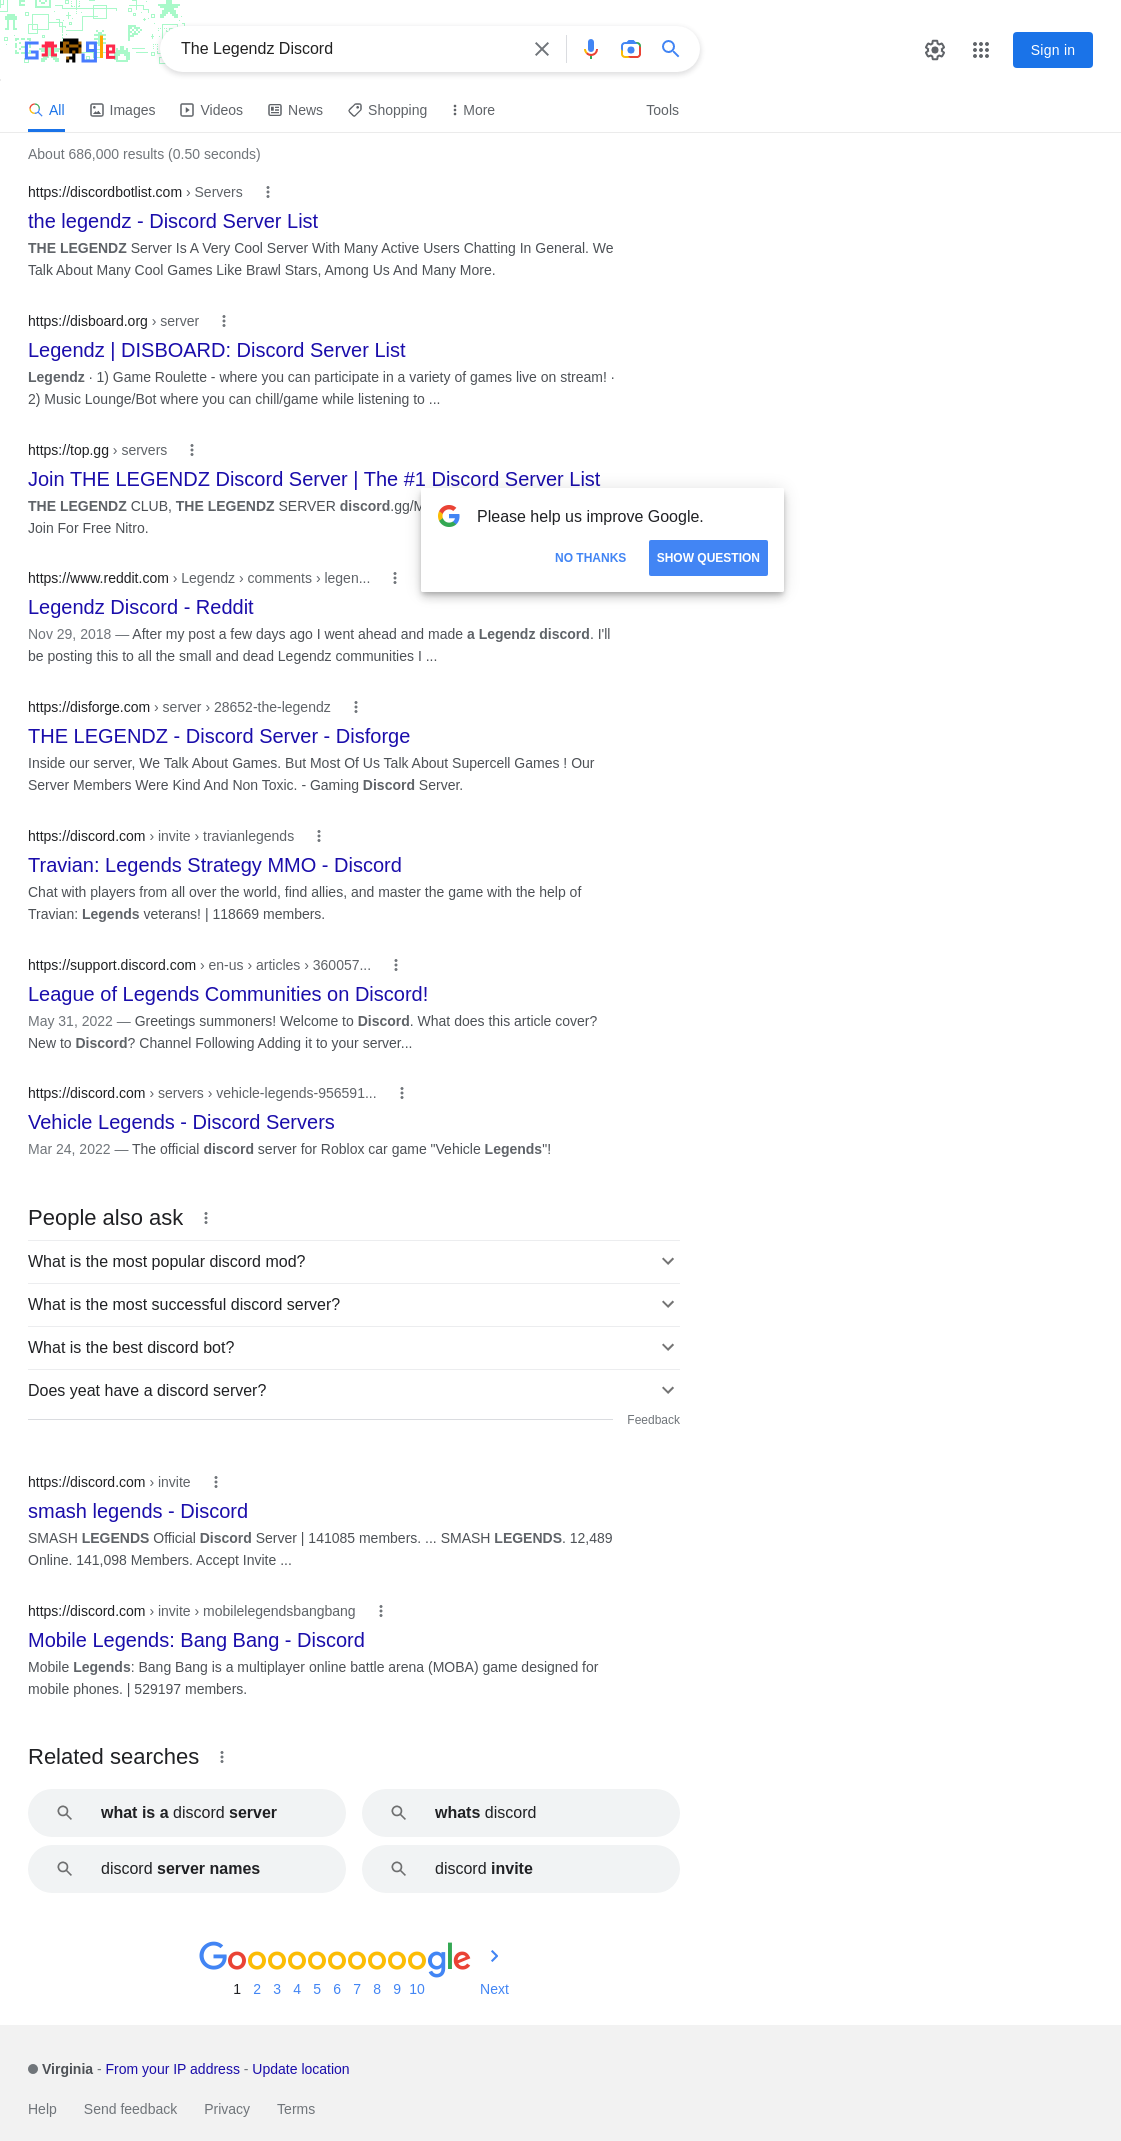 The Legendz Discord
Sign in
All
Images
Videos
News
Shopping
More
Tools
About 686,000 results (0.50 seconds)
https://discordbotlist.com › Servers
the legendz - Discord Server List
THE LEGENDZ Server Is A Very Cool Server With Many Active Users Chatting In General. We
Talk About Many Cool Games Like Brawl Stars, Among Us And Many More.
https://disboard.org › server
Legendz | DISBOARD: Discord Server List
Legendz · 1) Game Roulette - where you can participate in a variety of games live on stream! ·
2) Music Lounge/Bot where you can chill/game while listening to ...
https://top.gg › servers
Join THE LEGENDZ Discord Server | The #1 Discord Server List
THE LEGENDZ CLUB, THE LEGENDZ SERVER discord.gg/
Join For Free Nitro.
Please help us improve Google.
NO THANKS
SHOW QUESTION
https://www.reddit.com › Legendz › comments › legen...
Legendz Discord - Reddit
Nov 29, 2018 — After my post a few days ago I went ahead and made a Legendz discord. I'll
be posting this to all the small and dead Legendz communities I ...
https://disforge.com › server › 28652-the-legendz
THE LEGENDZ - Discord Server - Disforge
Inside our server, We Talk About Games. But Most Of Us Talk About Supercell Games ! Our
Server Members Were Kind And Non Toxic. - Gaming Discord Server.
https://discord.com › invite › travianlegends
Travian: Legends Strategy MMO - Discord
Chat with players from all over the world, find allies, and master the game with the help of
Travian: Legends veterans! | 118669 members.
https://support.discord.com › en-us › articles › 360057...
League of Legends Communities on Discord!
May 31, 2022 — Greetings summoners! Welcome to Discord. What does this article cover?
New to Discord? Channel Following Adding it to your server...
https://discord.com › servers › vehicle-legends-956591...
Vehicle Legends - Discord Servers
Mar 24, 2022 — The official discord server for Roblox car game "Vehicle Legends"!
People also ask
What is the most popular discord mod?
What is the most successful discord server?
What is the best discord bot?
Does yeat have a discord server?
Feedback
https://discord.com › invite
smash legends - Discord
SMASH LEGENDS Official Discord Server | 141085 members. ... SMASH LEGENDS. 12,489
Online. 141,098 Members. Accept Invite ...
https://discord.com › invite › mobilelegendsbangbang
Mobile Legends: Bang Bang - Discord
Mobile Legends: Bang Bang is a multiplayer online battle arena (MOBA) game designed for
mobile phones. | 529197 members.
Related searches
what is a discord server
whats discord
discord server names
discord invite
Goooooooooogle
1 2 3 4 5 6 7 8 9 10 Next
Virginia - From your IP address - Update location
Help Send feedback Privacy Terms